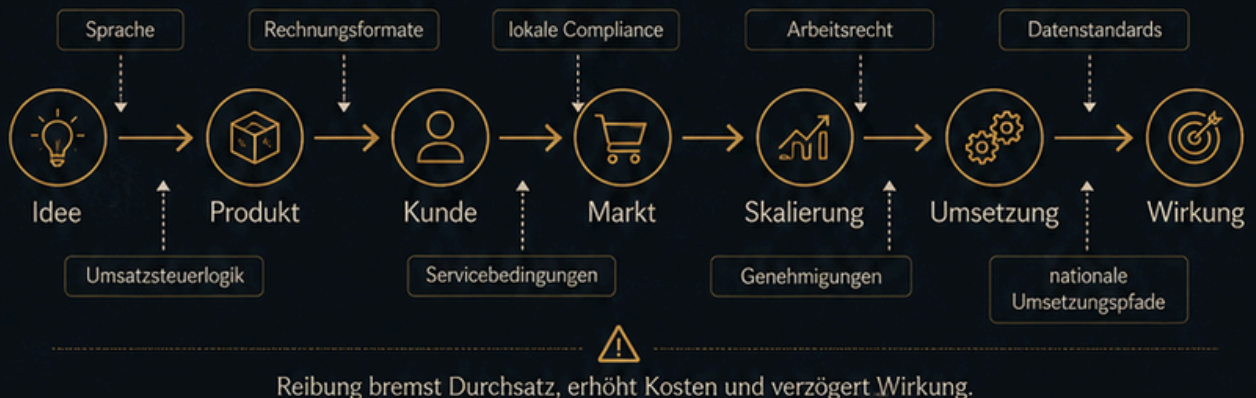 Sprache
Rechnungsformate
lokale Compliance
Arbeitsrecht
Datenstandards
Idee
Produkt
Kunde
Markt
Skalierung
Umsetzung
Wirkung
Umsatzsteuerlogik
Servicebedingungen
Genehmigungen
nationale
Umsetzungspfade
Reibung bremst Durchsatz, erhöht Kosten und verzögert Wirkung.